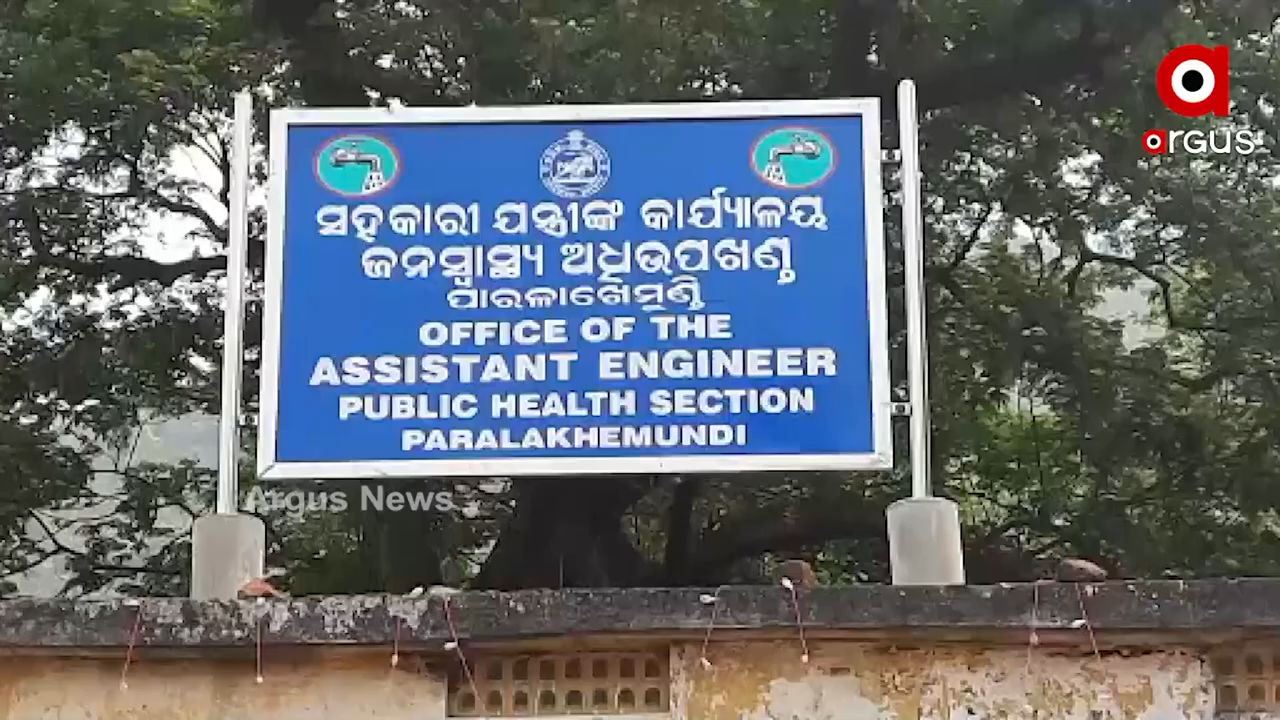 argus
ସହକାରୀ ଯନ୍ତ୍ରୀଙ୍କ କାର୍ଯ୍ୟାଳୟ
ଜନସ୍ୱାସ୍ଥ୍ୟ ଅଧିଉପଖଣ୍ଡ
ପାରଳାଖେମୁଣ୍ଡି
OFFICE OF THE
ASSISTANT ENGINEER
PUBLIC HEALTH SECTION
PARALAKHEMUNDI
Argus News